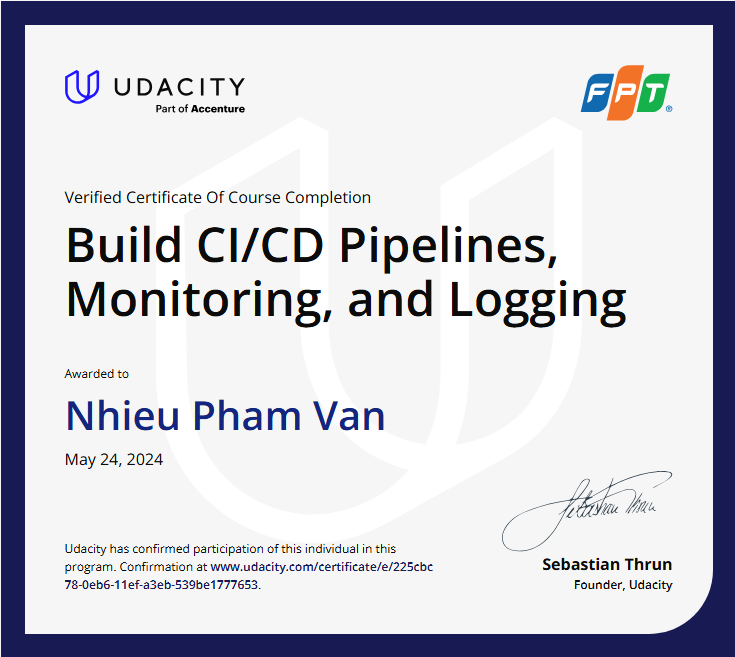 UDACITY
Part of Accenture
FPT
Verified Certificate Of Course Completion
Build CI/CD Pipelines,
Monitoring, and Logging
Awarded to
Nhieu Pham Van
May 24, 2024
Udacity has confirmed participation of this individual in this
program. Confirmation at www.udacity.com/certificate/e/225cbc
78-0eb6-11ef-a3eb-539be1777653.
Sebastian Thrun
Sebastian Thrun
Founder, Udacity